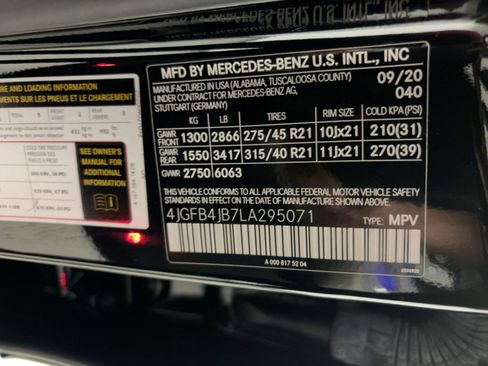 MFD BY MERCEDES-BENZ U.S. INTL., INC
MANUFACTURED IN USA (ALABAMA, TUSCALOOSA COUNTY) 09/20
UNDER CONTRACT FOR MERCEDES-BENZ AG, 040
STUTTGART (GERMANY)
KG LB TIRE SIZE RIM SIZE COLD KPA (PSI)
GAWR FRONT 1300 2866 275/45 R21 10Jx21 210(31)
GAWR REAR 1550 3417 315/40 R21 11Jx21 270(39)
GVWR 2750 6063
THIS VEHICLE CONFORMS TO ALL APPLICABLE FEDERAL MOTOR VEHICLE SAFETY
STANDARDS IN EFFECT ON THE DATE OF MANUFACTURE SHOWN ABOVE.
4JGFB4JB7LA295071 TYPE: MPV
A 000 817 52 04
RE AND LOADING INFORMATION
SUR LES PNEUS ET LE CHARGEMENT
SEE OWNER'S
MANUAL FOR
ADDITIONAL
INFORMATION